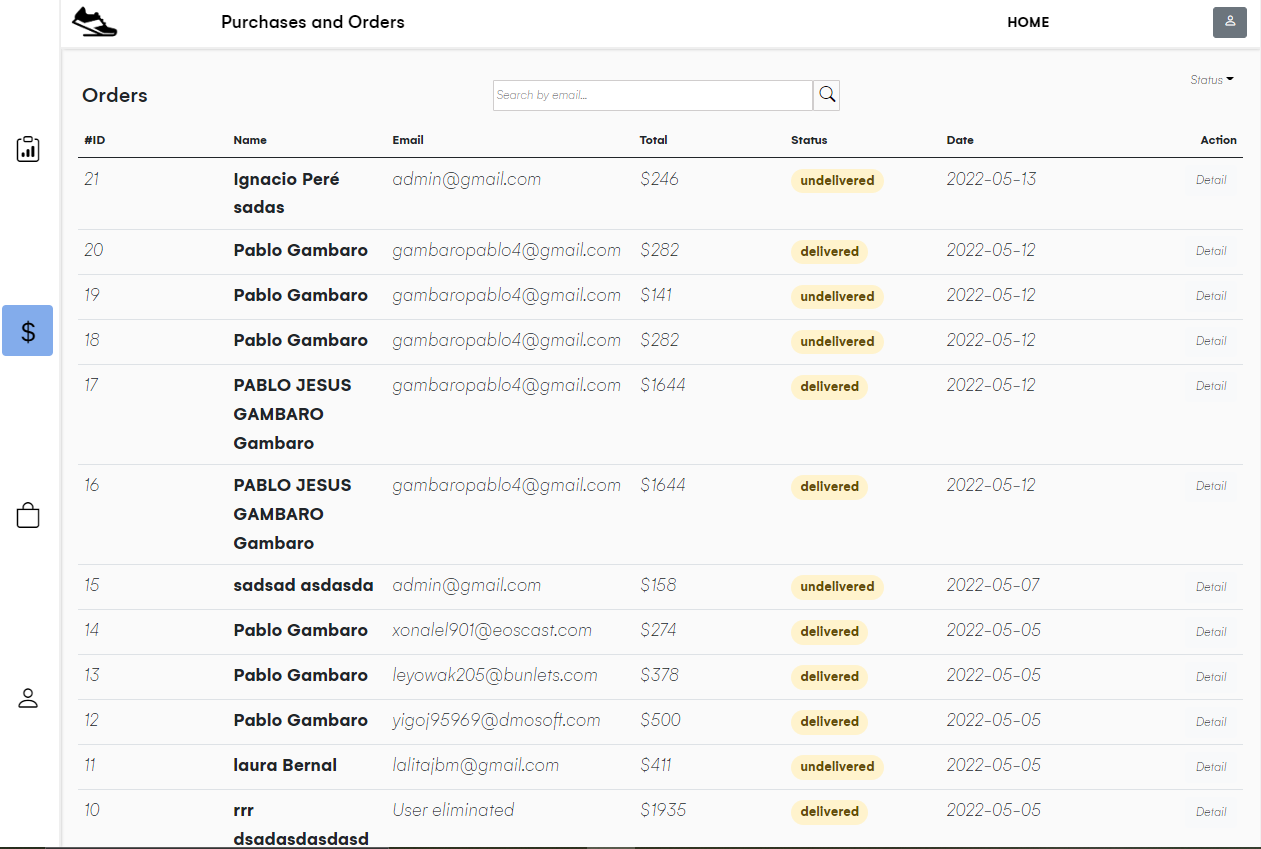 Purchases and Orders HOME
Status
Orders Search by email...
#ID Name Email Total Status Date Action
21 Ignacio Peré admin@gmail.com $246 undelivered 2022-05-13 Detail
sadas
20 Pablo Gambaro gambaropablo4@gmail.com $282 delivered 2022-05-12 Detail
19 Pablo Gambaro gambaropablo4@gmail.com $141 undelivered 2022-05-12 Detail
$ 18 Pablo Gambaro gambaropablo4@gmail.com $282 undelivered 2022-05-12 Detail
17 PABLO JESUS gambaropablo4@gmail.com $1644 delivered 2022-05-12 Detail
GAMBARO
Gambaro
16 PABLO JESUS gambaropablo4@gmail.com $1644 delivered 2022-05-12 Detail
GAMBARO
Gambaro
15 sadsad asdasda admin@gmail.com $158 undelivered 2022-05-07 Detail
14 Pablo Gambaro xonalel901@eoscast.com $274 delivered 2022-05-05 Detail
13 Pablo Gambaro leyowak205@bunlets.com $378 delivered 2022-05-05 Detail
12 Pablo Gambaro yigoj95969@dmosoft.com $500 delivered 2022-05-05 Detail
11 laura Bernal lalitajbm@gmail.com $411 undelivered 2022-05-05 Detail
10 rrr User eliminated $1935 delivered 2022-05-05 Detail
dsadasdasdasd